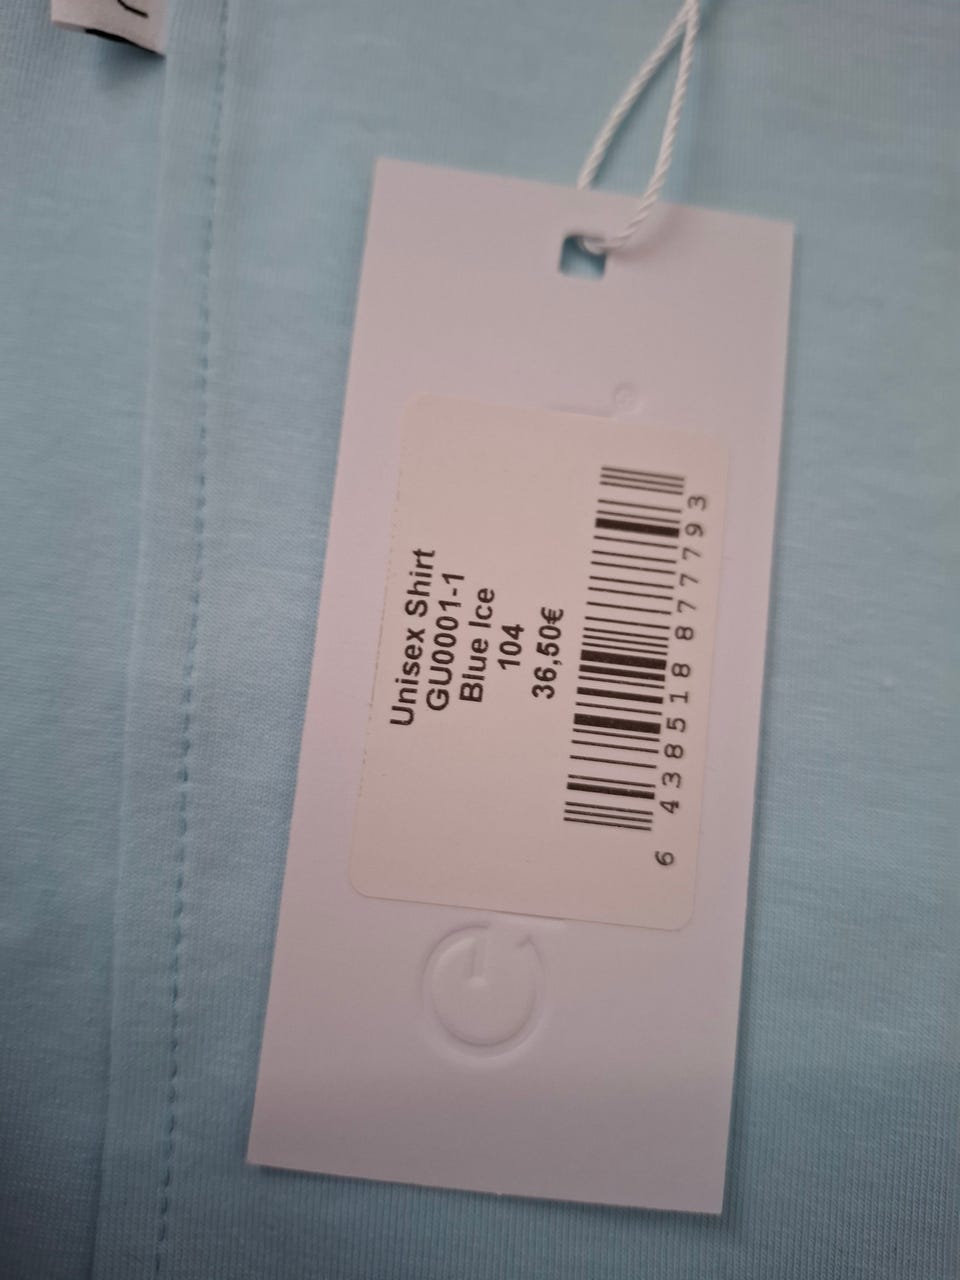 Unisex Shirt
GU0001-1
Blue Ice
104
36,50€
6 438518 877793